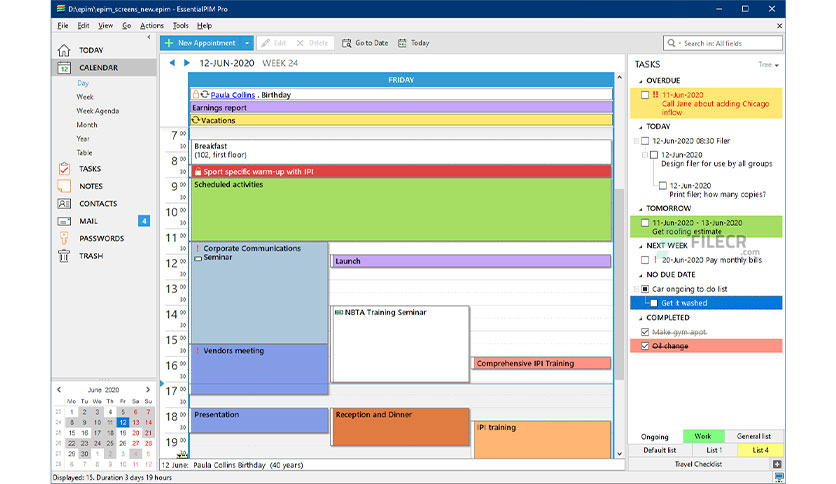 D:\epim\epim_screens_new.epim - EssentialPIM Pro
File Edit View Go Actions Tools Help
TODAY
CALENDAR
Day
Week
Week Agenda
Month
Year
Table
TASKS
NOTES
CONTACTS
MAIL 4
PASSWORDS
TRASH
June 2020
Mo Tu We Th Fr Sa Su
23 1 2 3 4 5 6 7
24 8 9 10 11 12 13 14
25 15 16 17 18 19 20 21
26 22 23 24 25 26 27 28
27 29 30 1 2 3 4 5
28 6 7 8 9 10 11 12
New Appointment Edit Delete Go to Date Today
Search in: All fields
12-JUN-2020 WEEK 24
FRIDAY
Paula Collins. Birthday
Earnings report
Vacations
7 00
30
8 00
30
9 00
30
10 00
30
11 00
30
12 00
30
13 00
30
14 00
30
15 00
30
16 00
30
17 00
30
18 00
30
19 00
30
Breakfast
(102, first floor)
Sport specific warm-up with IPI
Scheduled activities
! Corporate Communications
Seminar
Launch
NBTA Training Seminar
! Vendors meeting
Comprehensive IPI Training
Presentation
Reception and Dinner
IPI training
12 June: Paula Collins Birthday (40 years)
TASKS
Tree
OVERDUE
!! 11-Jun-2020
Call Jane about adding Chicago
inflow
TODAY
12-Jun-2020 08:30 Filer
12-Jun-2020
Design filer for use by all groups
12-Jun-2020
Print filer; how many copies?
TOMORROW
11-Jun-2020 - 13-Jun-2020
Get roofing estimate
FILECR
.com
NEXT WEEK
! 20-Jun-2020 Pay monthly bills
NO DUE DATE
Car ongoing to do list
Get it washed
COMPLETED
Make gym appt.
Oil change
Ongoing Work General list
Default list List 1 List 4
Travel Checklist
Displayed: 15. Duration 3 days 19 hours